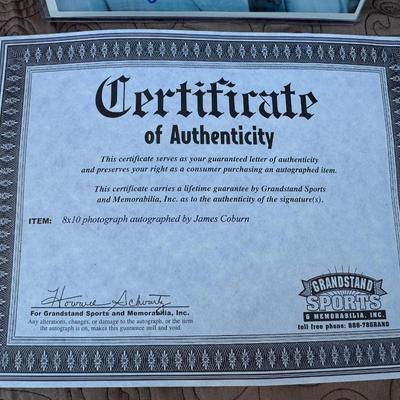 Certificate
of Authenticity
This certificate serves as your guaranteed letter of authenticity
and preserves your right as a consumer purchasing an autographed item.
This certificate carries a lifetime guarantee by Grandstand Sports
and Memorabilia, Inc. as to the authenticity of the signature(s).
ITEM: 8x10 photograph autographed by James Coburn
Howard Schwartz
For Grandstand Sports and Memorabilia, Inc.
Any alterations, changes, or damage to the autograph, or the item
the autograph is on, makes this guarantee null and void.
GRANDSTAND
SPORTS
& MEMORABILIA, INC.
toll free phone: 888-78GRAND